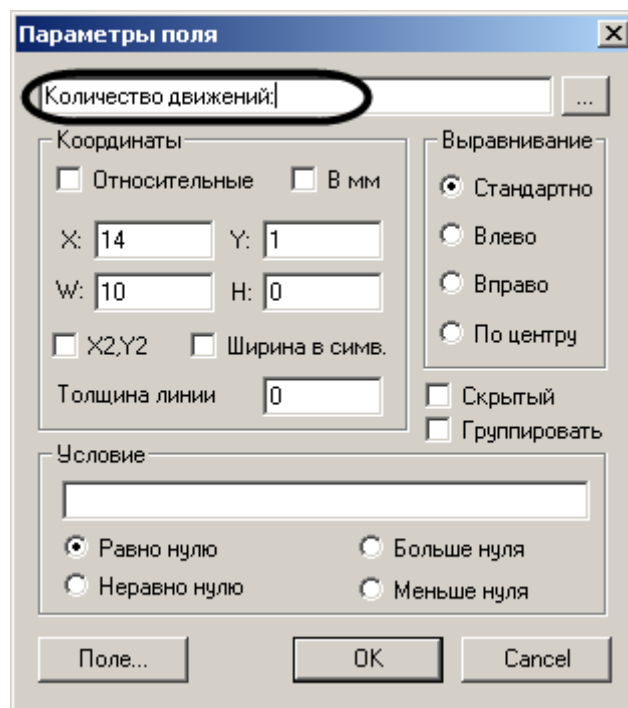 Параметры поля
Количество движений:
...
Координаты
Относительные
В мм
X: 14
Y: 1
W: 10
H: 0
X2,Y2
Ширина в симв.
Толщина линии 0
Выравнивание
Стандартно
Влево
Вправо
По центру
Скрытый
Группировать
Условие
Равно нулю
Больше нуля
Неравно нулю
Меньше нуля
Поле...
OK
Cancel